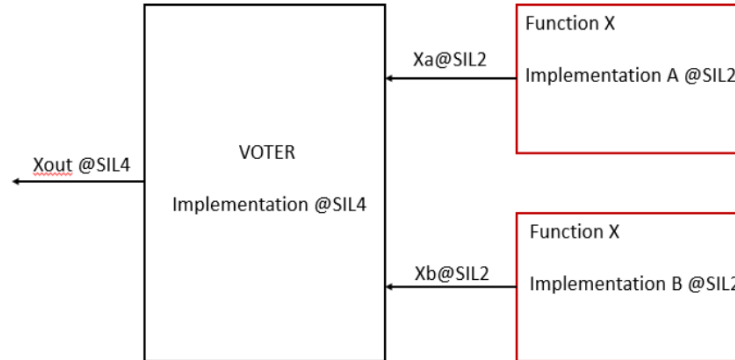 Function X
Xa@SIL2
Implementation A @SIL2
VOTER
Xout @SIL4
Implementation @SIL4
Function X
Xb@SIL2
Implementation B @SIL2